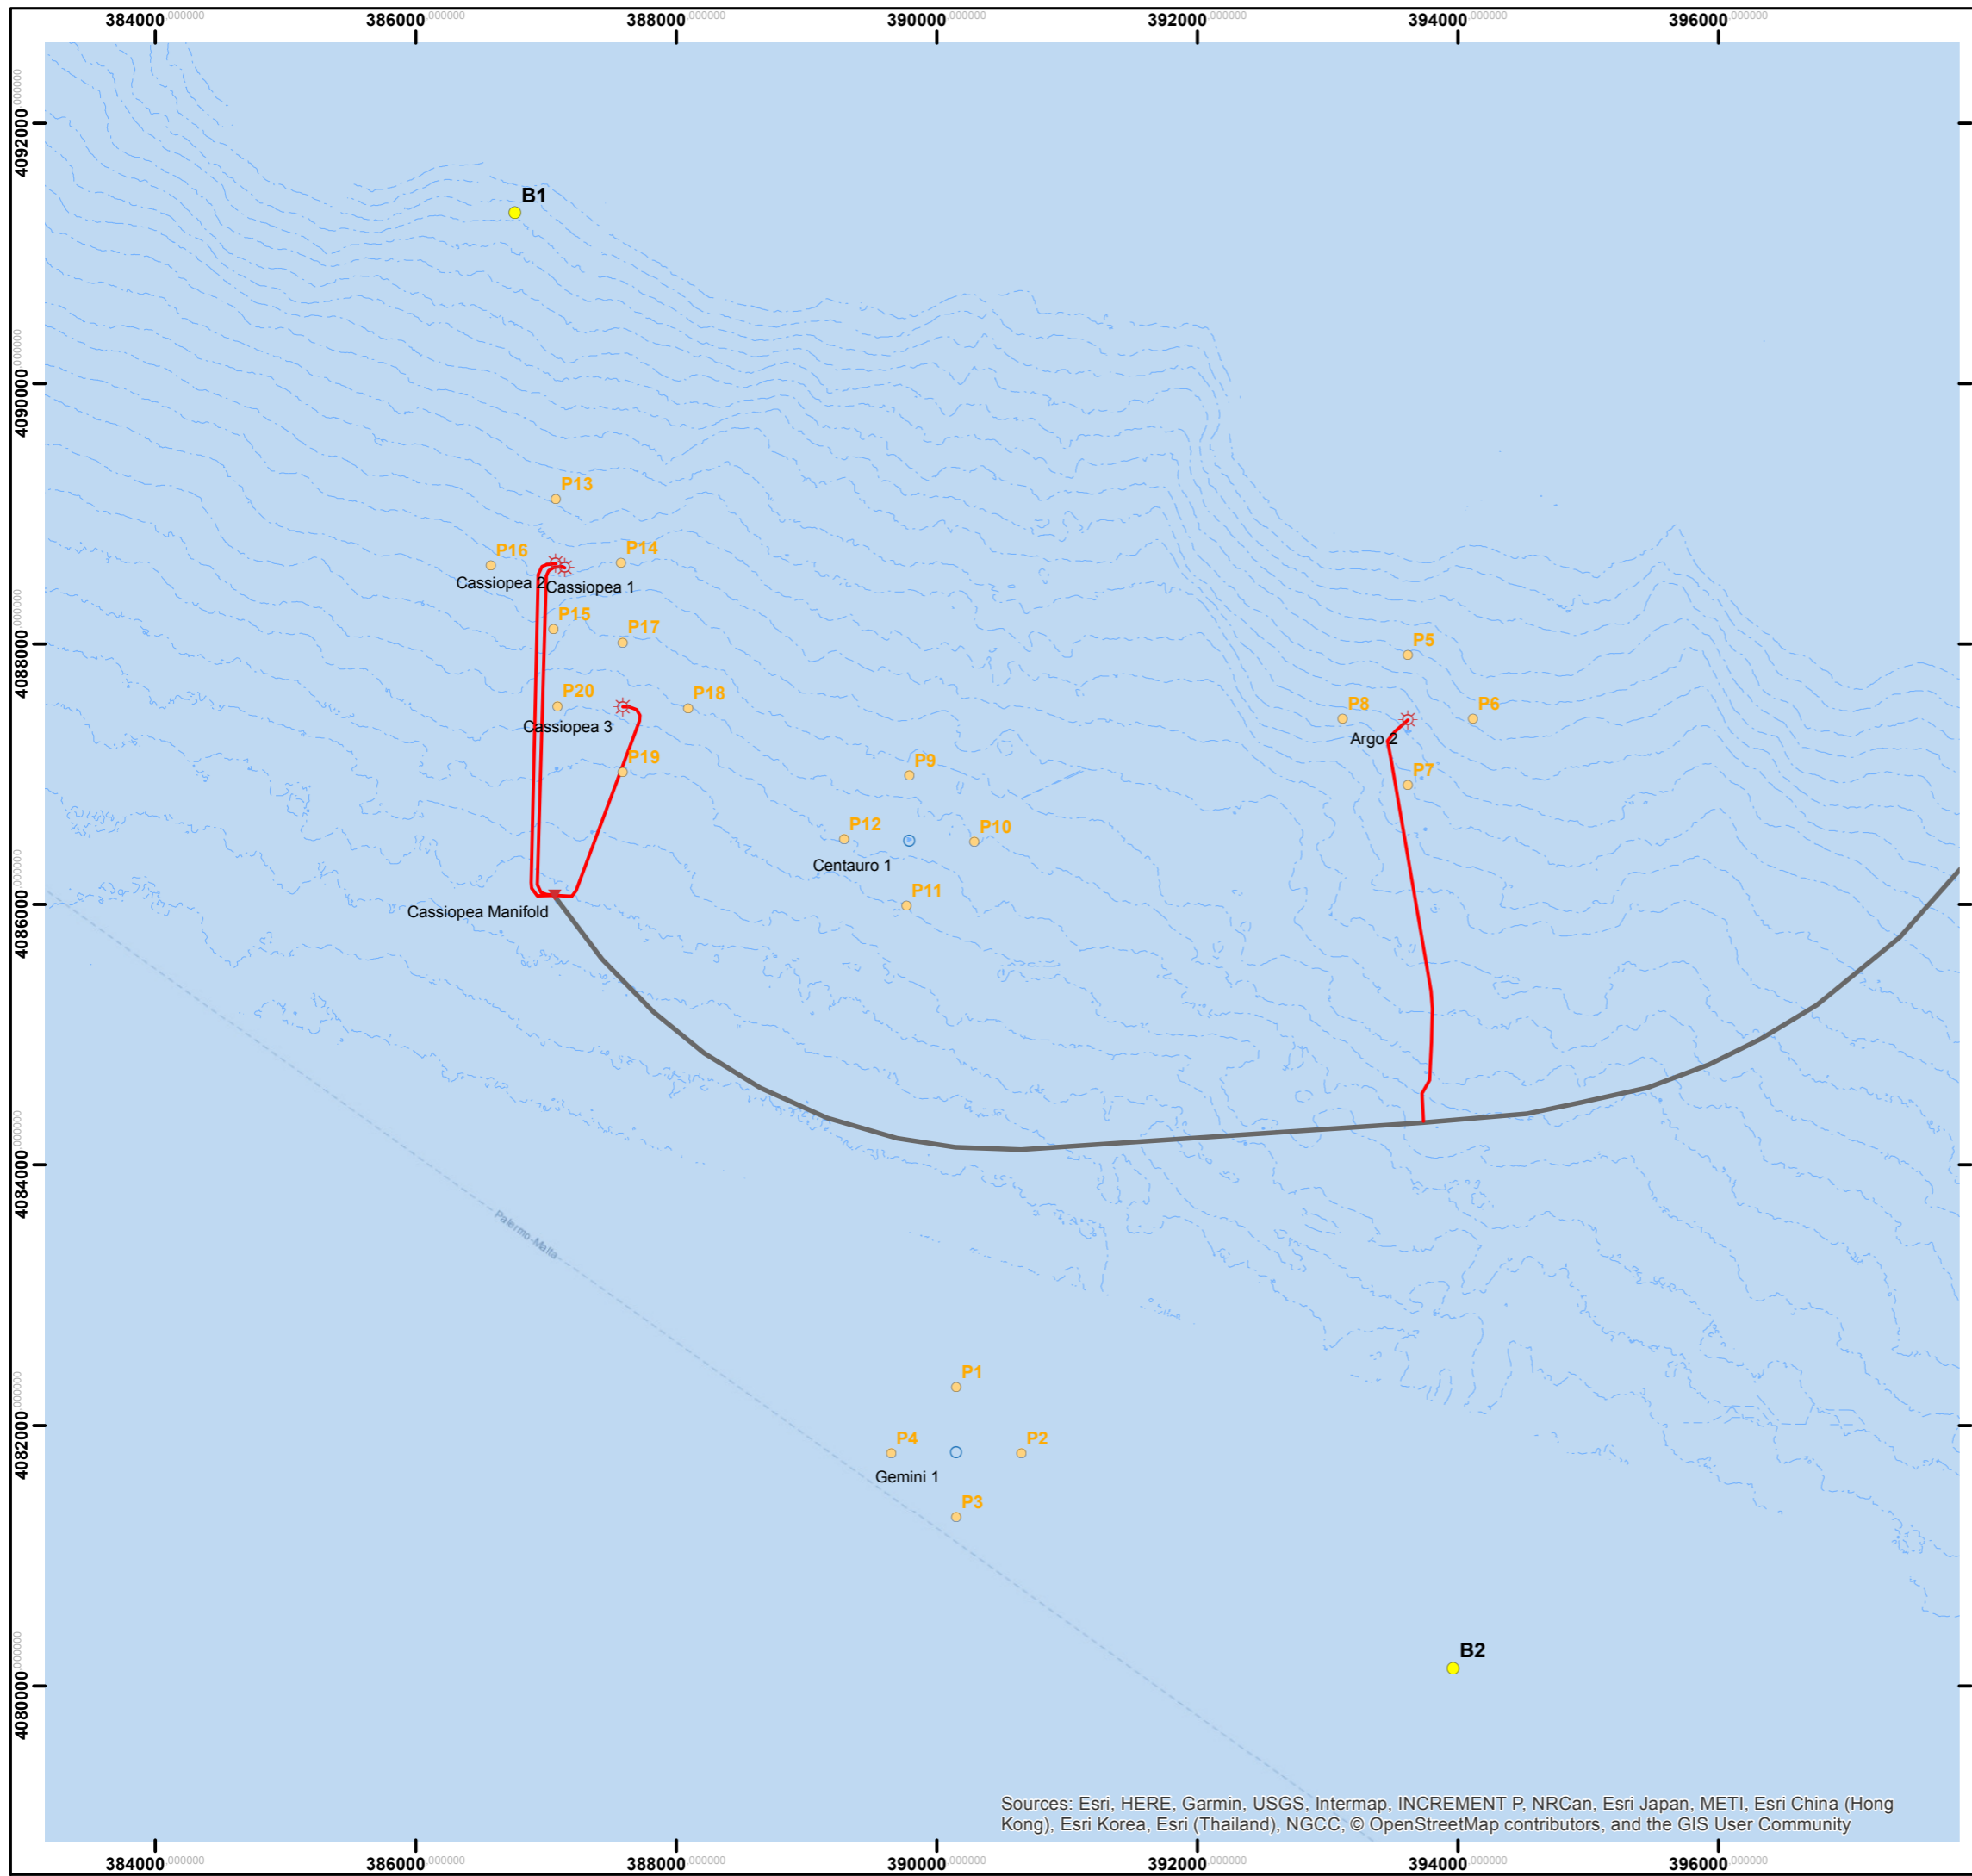 384000.000000 386000.000000 388000.000000 390000.000000 392000.000000 394000.000000 396000.000000
4092000.000000
B1
4090000.000000
P13
P16
P14
Cassiopea 2
Cassiopea 1
4088000.000000
P15
P17
P5
P20
P18
P8
P6
Cassiopea 3
Argo 2
P19
P9
P7
P12
P10
Centauro 1
4086000.000000
P11
Cassiopea Manifold
4084000.000000
Palermo-Malta
P1
4082000.000000
P4
P2
Gemini 1
P3
B2
4080000.000000
Sources: Esri, HERE, Garmin, USGS, Intermap, INCREMENT P, NRCan, Esri Japan, METI, Esri China (Hong
Kong), Esri Korea, Esri (Thailand), NGCC, © OpenStreetMap contributors, and the GIS User Community
384000.000000 386000.000000 388000.000000 390000.000000 392000.000000 394000.000000 396000.000000